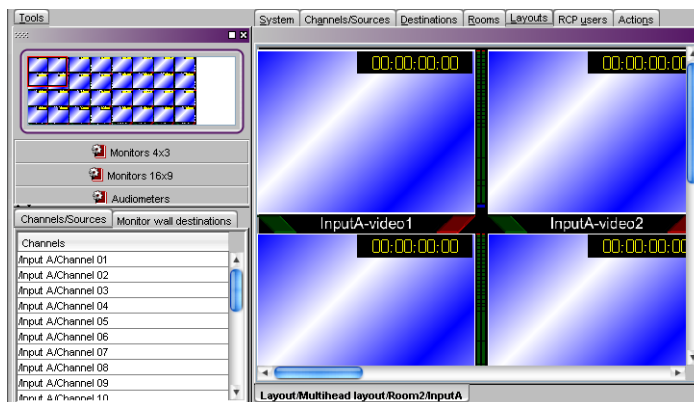 Tools
Monitors 4x3
Monitors 16x9
Audiometers
Channels/Sources Monitor wall destinations
Channels
/Input A/Channel 01
/Input A/Channel 02
/Input A/Channel 03
/Input A/Channel 04
/Input A/Channel 05
/Input A/Channel 06
/Input A/Channel 07
/Input A/Channel 08
/Input A/Channel 09
/Input A/Channel 10
System Channels/Sources Destinations Rooms Layouts RCP users Actions
00:00:00:00 00:00:00:00
InputA-video1 InputA-video2
00:00:00:00 00:00:00:00
Layout/Multihead layout/Room2/InputA